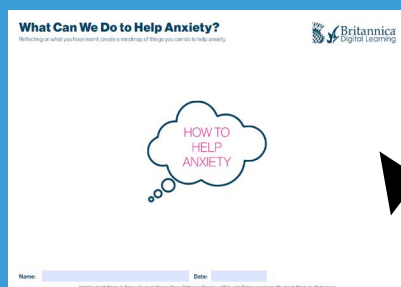 What Can We Do to Help Anxiety?
Reflecting on what you have learnt, create a mindmap of things you can do to help anxiety.
Britannica
Digital Learning
HOW TO
HELP
ANXIETY
Name:
Date: